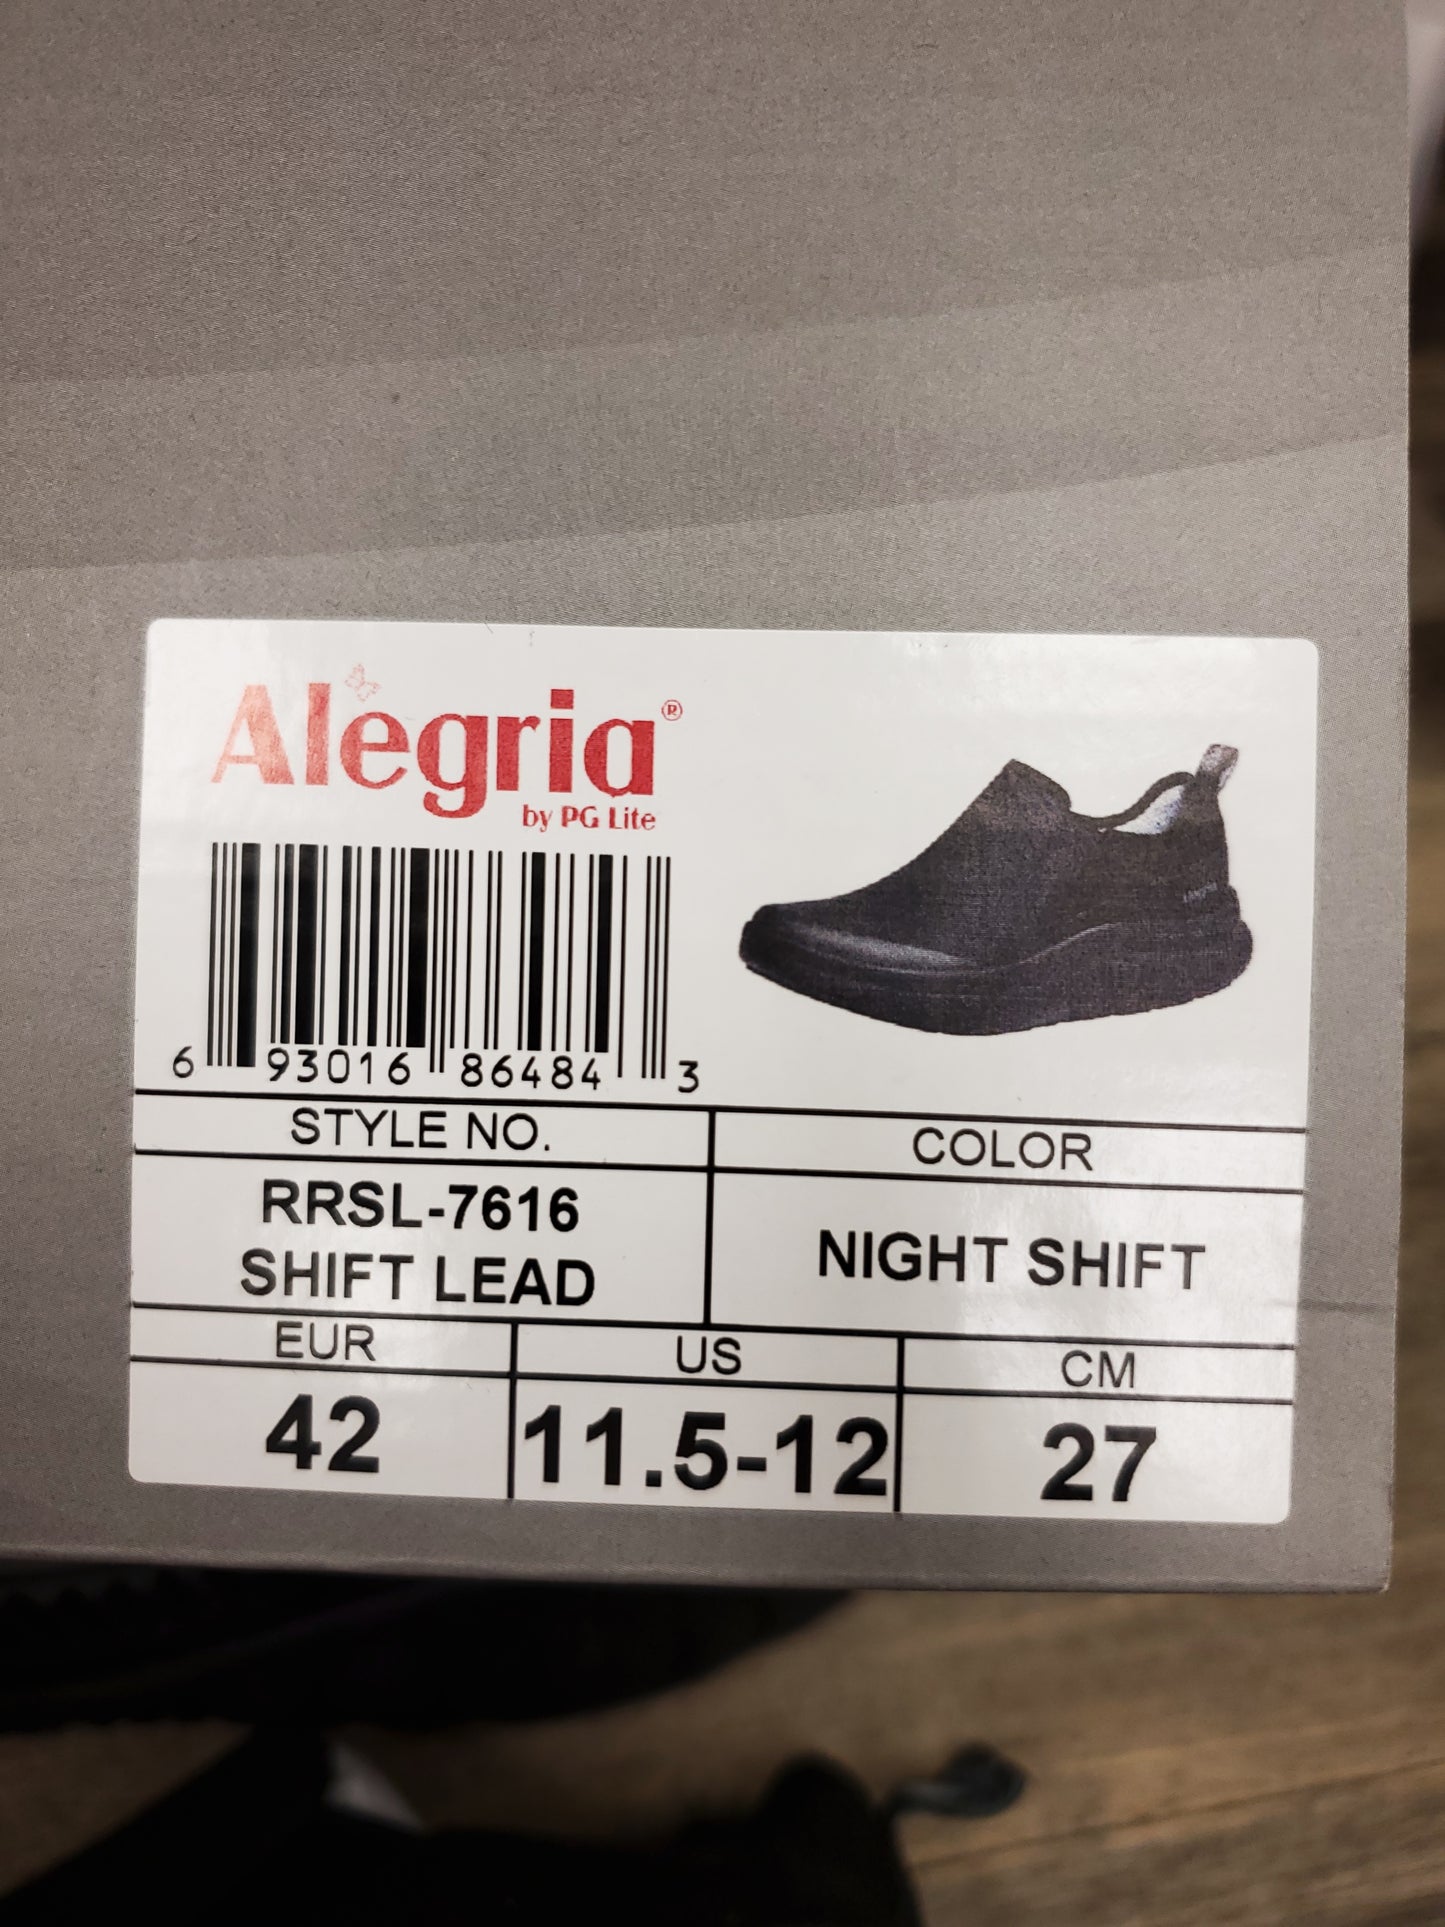 Alegria®
by PG Lite
6 93016 86484 3
STYLE NO.
COLOR
RRSL-7616
SHIFT LEAD
NIGHT SHIFT
EUR
US
CM
42
11.5-12
27